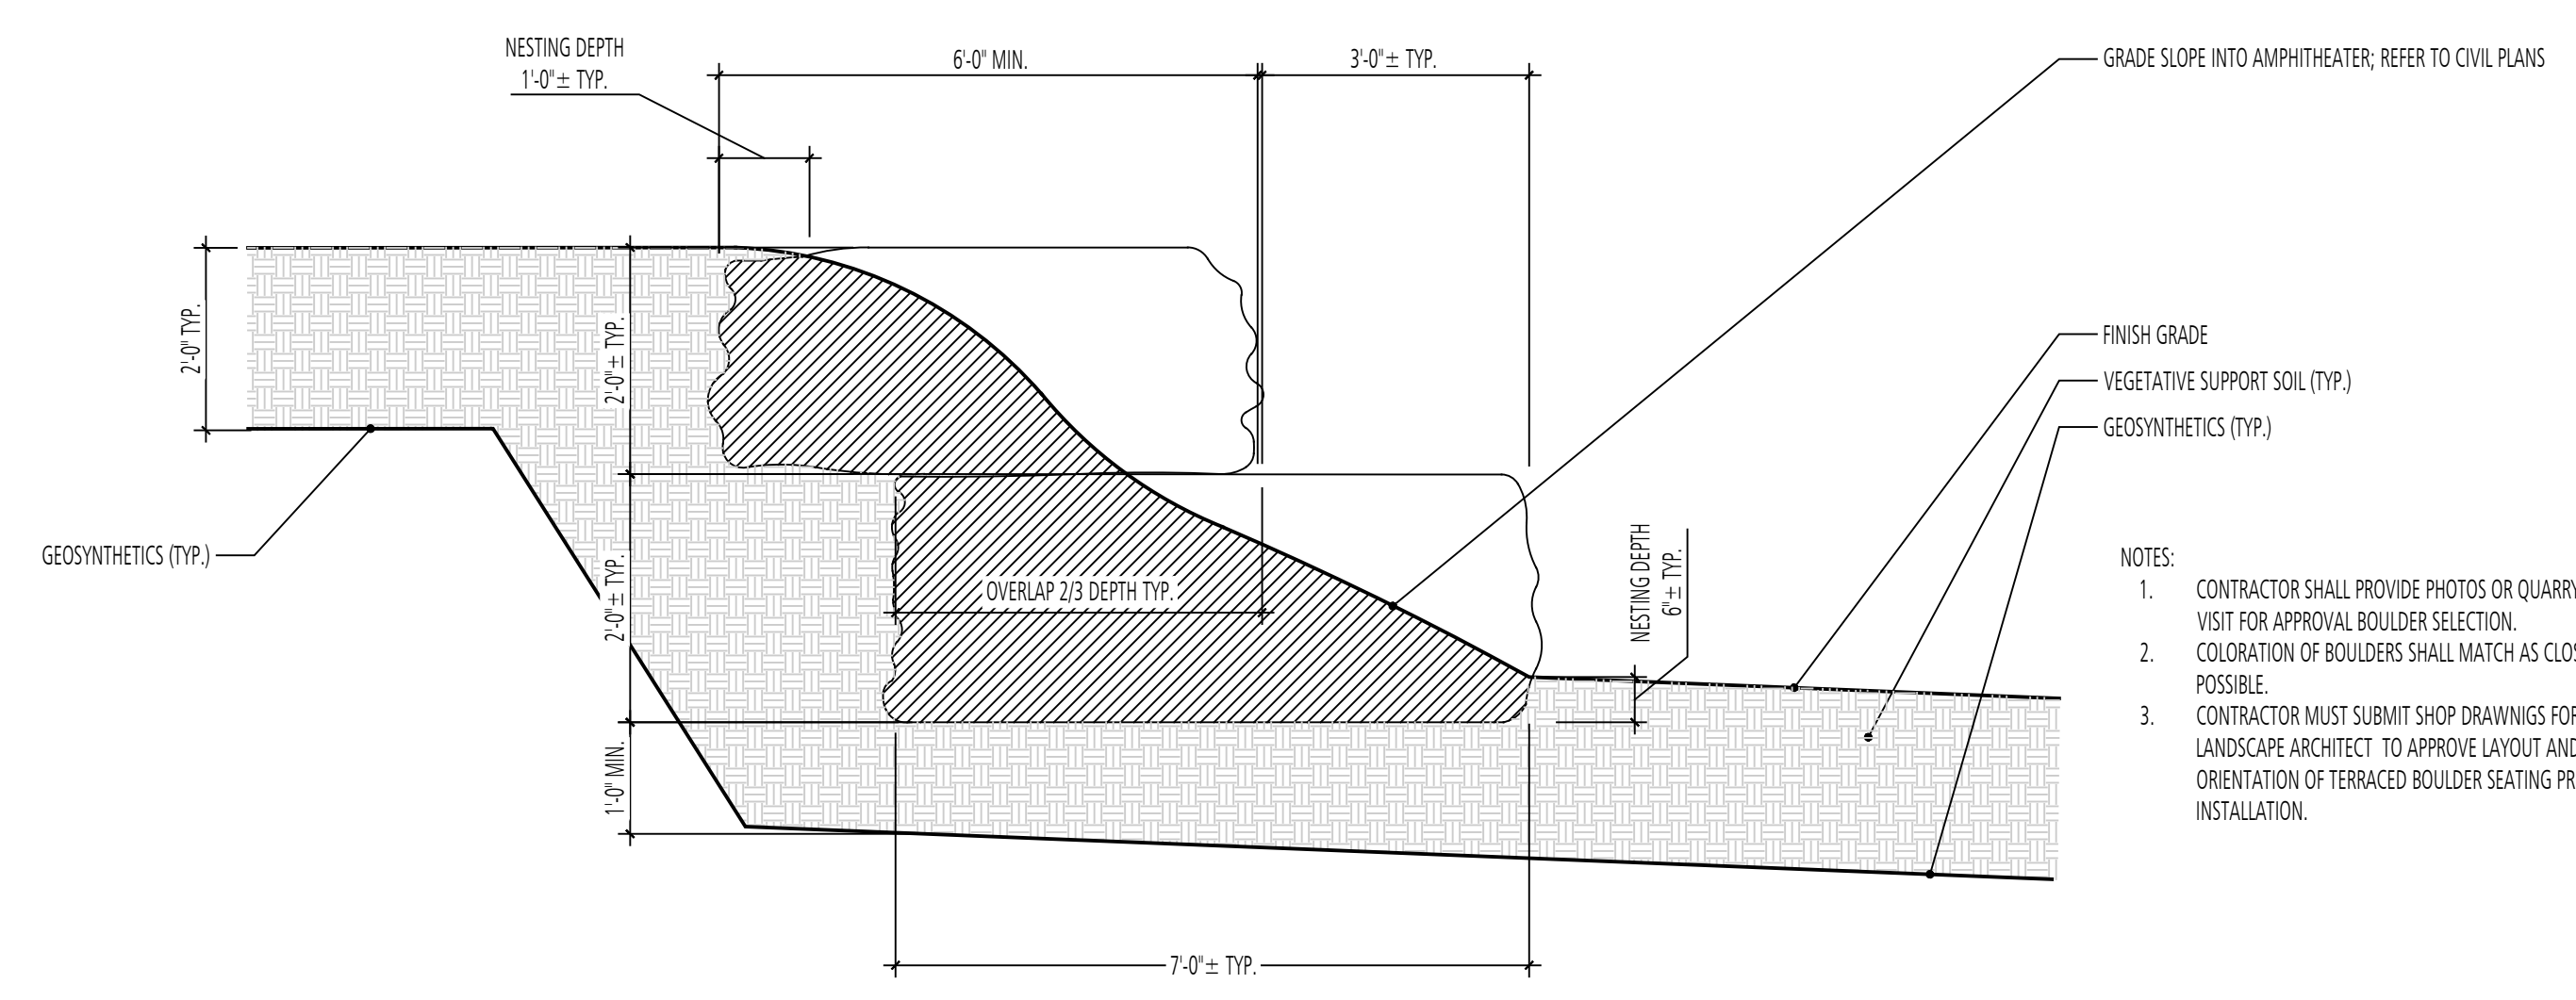 NESTING DEPTH
1'-0"± TYP.
6'-0" MIN.
3'-0"± TYP.
GRADE SLOPE INTO AMPHITHEATER; REFER TO CIVIL PLANS
2'-0" TYP.
2'-0"± TYP.
FINISH GRADE
VEGETATIVE SUPPORT SOIL (TYP.)
GEOSYNTHETICS (TYP.)
GEOSYNTHETICS (TYP.)
2'-0"± TYP.
OVERLAP 2/3 DEPTH TYP.
NESTING DEPTH
6"± TYP.
1'-0" MIN.
7'-0"± TYP.
NOTES:
1. CONTRACTOR SHALL PROVIDE PHOTOS OR QUARRY
VISIT FOR APPROVAL BOULDER SELECTION.
2. COLORATION OF BOULDERS SHALL MATCH AS
POSSIBLE.
3. CONTRACTOR MUST SUBMIT SHOP DRAWNIGS FOR
LANDSCAPE ARCHITECT TO APPROVE LAYOUT AND
ORIENTATION OF TERRACED BOULDER SEATING
INSTALLATION.